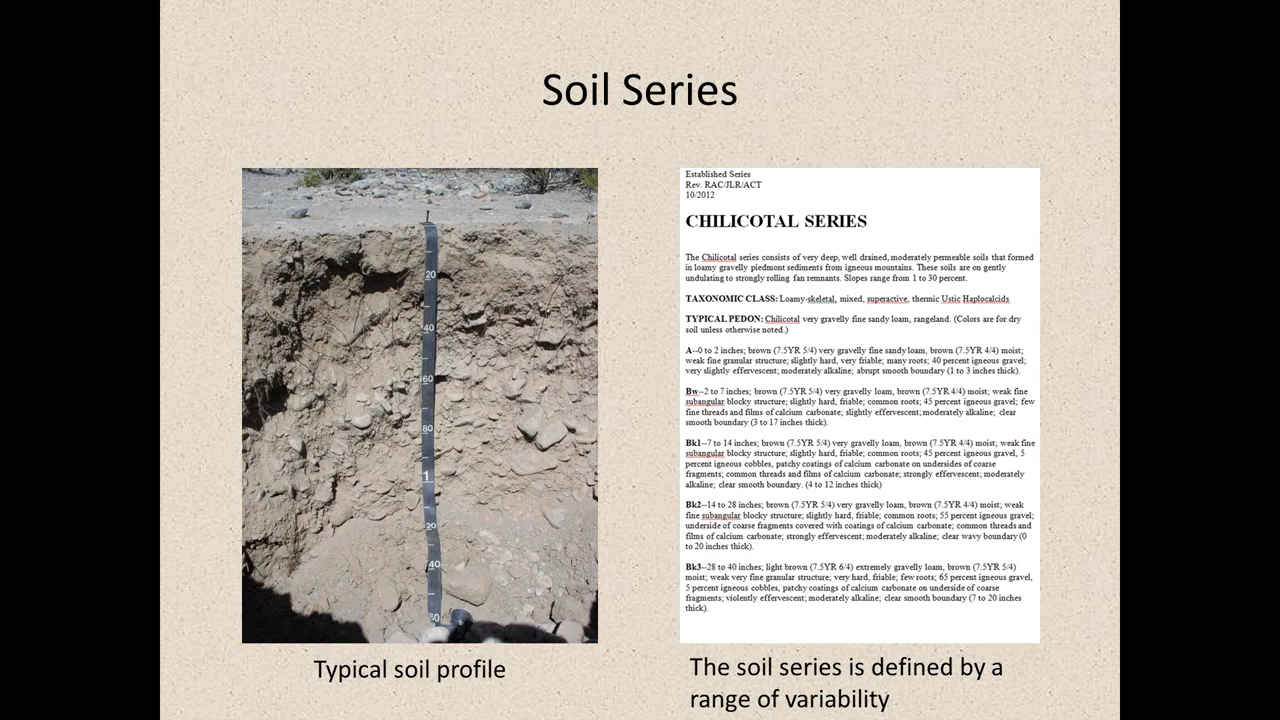 Soil Series
20
40
60
80
1
20
40
60
Typical soil profile
Established Series
Rev. RAC/JLR/ACT
10/2012
CHILICOTAL SERIES
The Chilicotal series consists of very deep, well drained, moderately permeable soils that formed
in loamy gravelly piedmont sediments from igneous mountains. These soils are on gently
undulating to strongly rolling fan remnants. Slopes range from 1 to 30 percent.
TAXONOMIC CLASS: Loamy-skeletal, mixed, superactive, thermic Ustic Haplocalcids
TYPICAL PEDON: Chilicotal very gravelly fine sandy loam, rangeland. (Colors are for dry
soil unless otherwise noted.)
A--0 to 2 inches; brown (7.5YR 5/4) very gravelly fine sandy loam, brown (7.5YR 4/4) moist;
weak fine granular structure; slightly hard, very friable; many roots; 40 percent igneous gravel;
very slightly effervescent; moderately alkaline; abrupt smooth boundary (1 to 3 inches thick).
Bw--2 to 7 inches; brown (7.5YR 5/4) very gravelly loam, brown (7.5YR 4/4) moist; weak fine
subangular blocky structure; slightly hard, friable; common roots; 45 percent igneous gravel; few
fine threads and films of calcium carbonate; slightly effervescent; moderately alkaline; clear
smooth boundary (3 to 17 inches thick).
Bk1--7 to 14 inches; brown (7.5YR 5/4) very gravelly loam, brown (7.5YR 4/4) moist; weak fine
subangular blocky structure; slightly hard, friable; common roots; 45 percent igneous gravel, 5
percent igneous cobbles, patchy coatings of calcium carbonate on undersides of coarse
fragments; common threads and films of calcium carbonate; strongly effervescent; moderately
alkaline; clear smooth boundary. (4 to 12 inches thick)
Bk2--14 to 28 inches; brown (7.5YR 5/4) very gravelly loam, brown (7.5YR 4/4) moist; weak
fine subangular blocky structure; slightly hard, friable; common roots; 55 percent igneous gravel;
underside of coarse fragments covered with coatings of calcium carbonate; common threads and
films of calcium carbonate; strongly effervescent; moderately alkaline; clear wavy boundary (0
to 20 inches thick).
Bk3--28 to 40 inches; light brown (7.5YR 6/4) extremely gravelly loam, brown (7.5YR 5/4)
moist; weak very fine granular structure; very hard, friable; few roots; 65 percent igneous gravel,
5 percent igneous cobbles, patchy coatings of calcium carbonate on underside of coarse
fragments; violently effervescent; moderately alkaline; clear smooth boundary (7 to 20 inches
thick).
The soil series is defined by a
range of variability